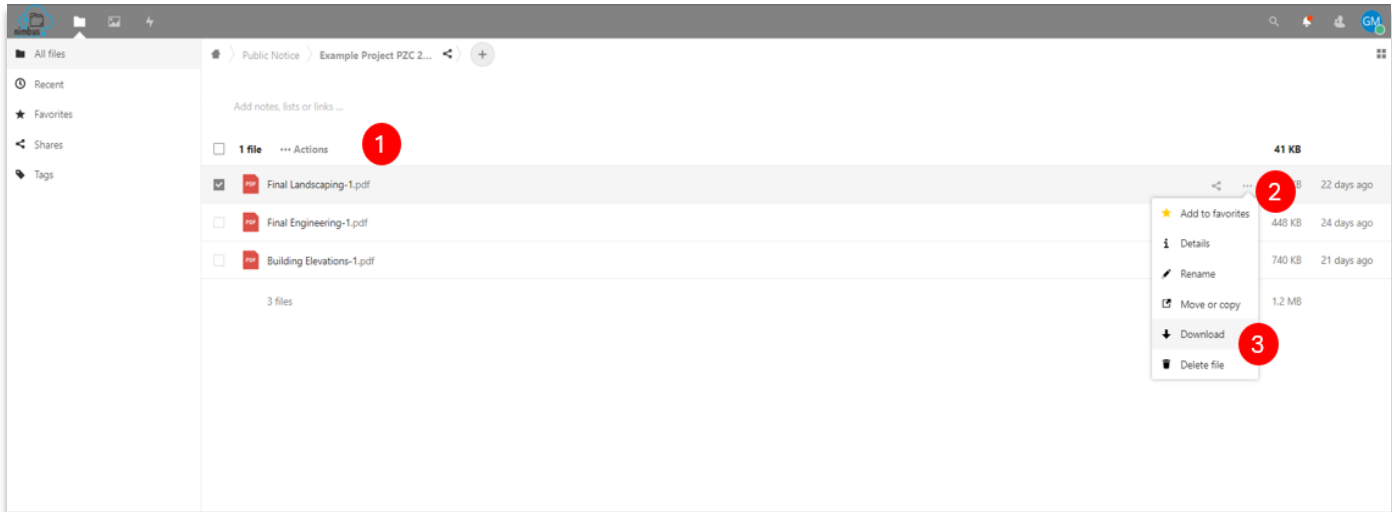 nimbus
GM
All files
Public Notice Example Project PZC 2... +
Recent
Add notes, lists or links ...
Favorites
Shares
1
1 file ... Actions 41 KB
Tags
PDF Final Landscaping-1.pdf ... 2 KB 22 days ago
Add to favorites
PDF Final Engineering-1.pdf 448 KB 24 days ago
Details
PDF Building Elevations-1.pdf 740 KB 21 days ago
Rename
3 files Move or copy 1.2 MB
Download
3
Delete file